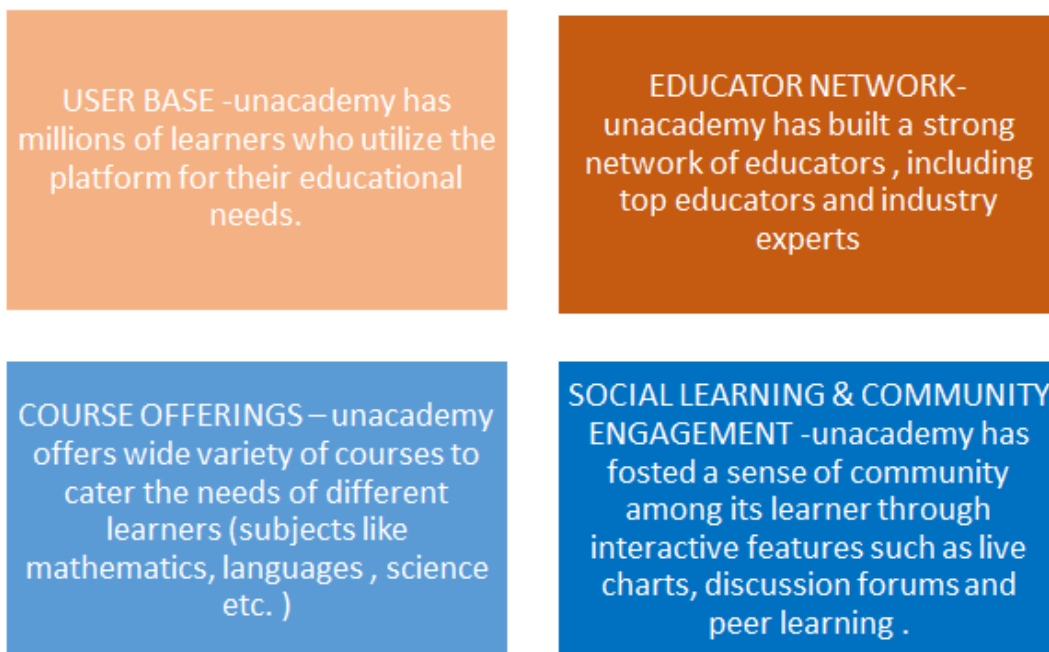 USER BASE -unacademy has
millions of learners who utilize the
platform for their educational
needs.
EDUCATOR NETWORK-
unacademy has built a strong
network of educators , including
top educators and industry
experts
COURSE OFFERINGS – unacademy
offers wide variety of courses to
cater the needs of different
learners (subjects like
mathematics, languages , science
etc. )
SOCIAL LEARNING & COMMUNITY
ENGAGEMENT -unacademy has
fosted a sense of community
among its learner through
interactive features such as live
charts, discussion forums and
peer learning .